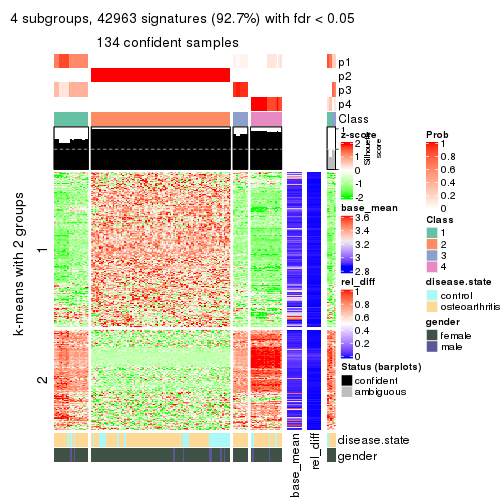 4 subgroups, 42963 signatures (92.7%) with fdr < 0.05
134 confident samples
p1
p2
p3
p4
Class
1
Silhouette
score
k-means with 2 groups
1
2
base_mean
rel_diff
disease.state
gender
z-score
2
1
0
-1
-2
base_mean
3.6
3.4
3.2
3
2.8
rel_diff
1
0.8
0.6
0.4
0.2
0
Status (barplots)
confident
ambiguous
Prob
1
0.8
0.6
0.4
0.2
0
Class
1
2
3
4
disease.state
control
osteoarthritis
gender
female
male